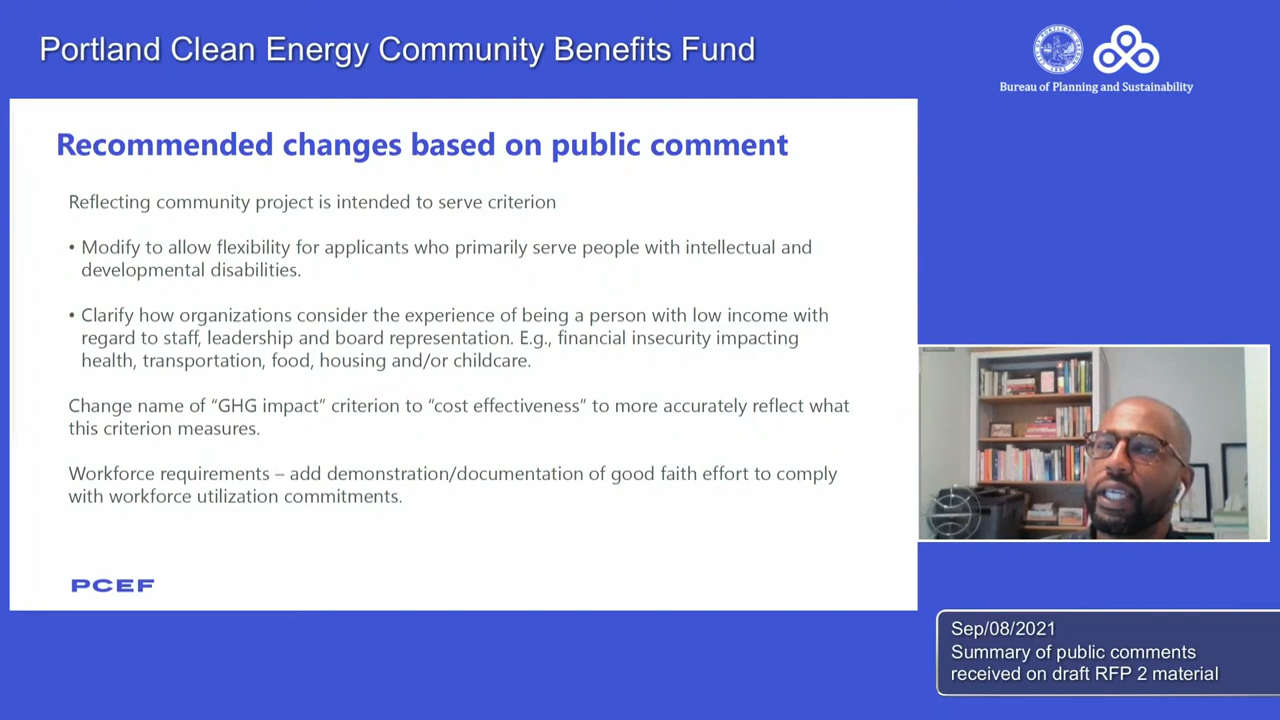 Portland Clean Energy Community Benefits Fund
Bureau of Planning and Sustainability
Recommended changes based on public comment
Reflecting community project is intended to serve criterion
• Modify to allow flexibility for applicants who primarily serve people with intellectual and
developmental disabilities.
• Clarify how organizations consider the experience of being a person with low income with
regard to staff, leadership and board representation. E.g., financial insecurity impacting
health, transportation, food, housing and/or childcare.
Change name of “GHG impact” criterion to “cost effectiveness” to more accurately reflect what
this criterion measures.
Workforce requirements – add demonstration/documentation of good faith effort to comply
with workforce utilization commitments.
PCEF
Sep/08/2021
Summary of public comments
received on draft RFP 2 material